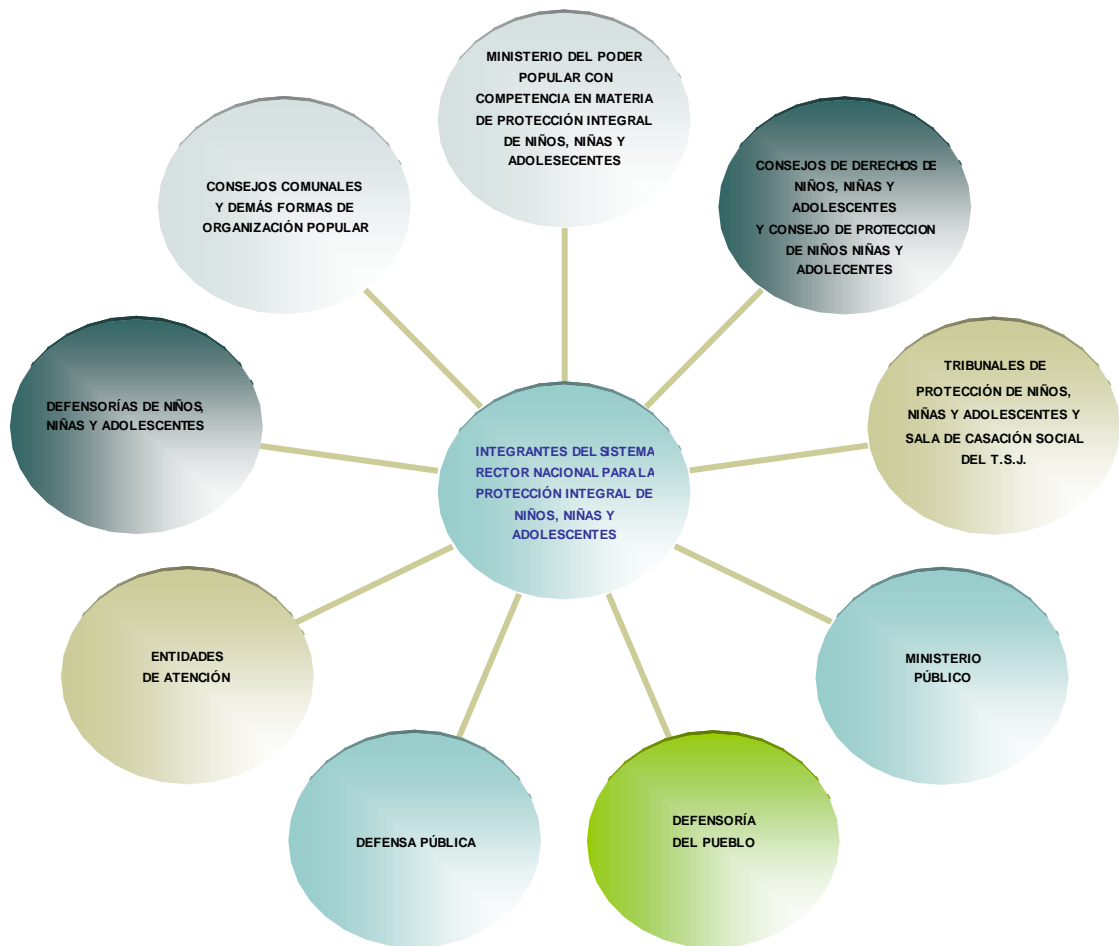 MINISTERIO DEL PODER
POPULAR CON
COMPETENCIA EN MATERIA
DE PROTECCIÓN INTEGRAL
DE NIÑOS, NIÑAS Y
ADOLESECENTES
CONSEJOS DE DERECHOS DE
NIÑOS, NIÑAS Y
ADOLESCENTES
Y CONSEJO DE PROTECCION
DE NIÑOS NIÑAS Y
ADOLECENTES
TRIBUNALES DE
PROTECCIÓN DE NIÑOS,
NIÑAS Y ADOLESCENTES Y
SALA DE CASACIÓN SOCIAL
DEL T.S.J.
MINISTERIO
PÚBLICO
DEFENSORÍA
DEL PUEBLO
DEFENSA PÚBLICA
ENTIDADES
DE ATENCIÓN
DEFENSORÍAS DE NIÑOS,
NIÑAS Y ADOLESCENTES
CONSEJOS COMUNALES
Y DEMÁS FORMAS DE
ORGANIZACIÓN POPULAR
INTEGRANTES DEL SISTEMA
RECTOR NACIONAL PARA LA
PROTECCIÓN INTEGRAL DE
NIÑOS, NIÑAS Y
ADOLESCENTES